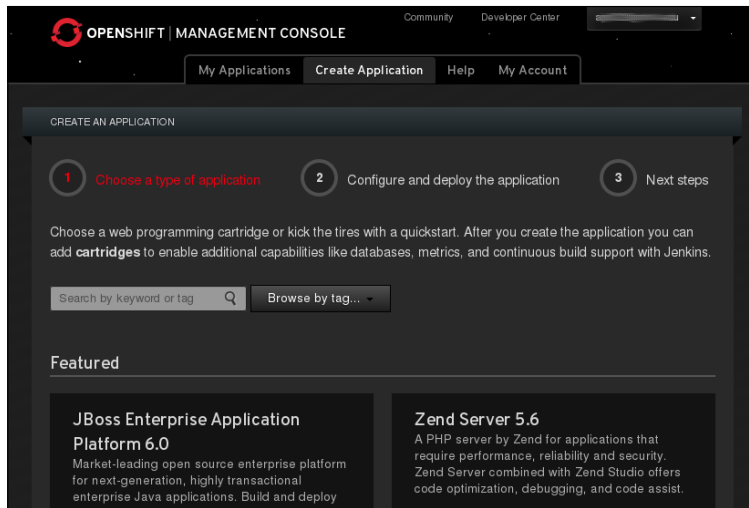 Community Developer Center
OPENSHIFT | MANAGEMENT CONSOLE
My Applications Create Application Help My Account
CREATE AN APPLICATION
1 Choose a type of application 2 Configure and deploy the application 3 Next steps
Choose a web programming cartridge or kick the tires with a quickstart. After you create the application you can
add cartridges to enable additional capabilities like databases, metrics, and continuous build support with Jenkins.
Search by keyword or tag Browse by tag...
Featured
JBoss Enterprise Application
Platform 6.0
Market-leading open source enterprise platform
for next-generation, highly transactional
enterprise Java applications. Build and deploy
Zend Server 5.6
A PHP server by Zend for applications that
require performance, reliability and security.
Zend Server combined with Zend Studio offers
code optimization, debugging, and code assist.